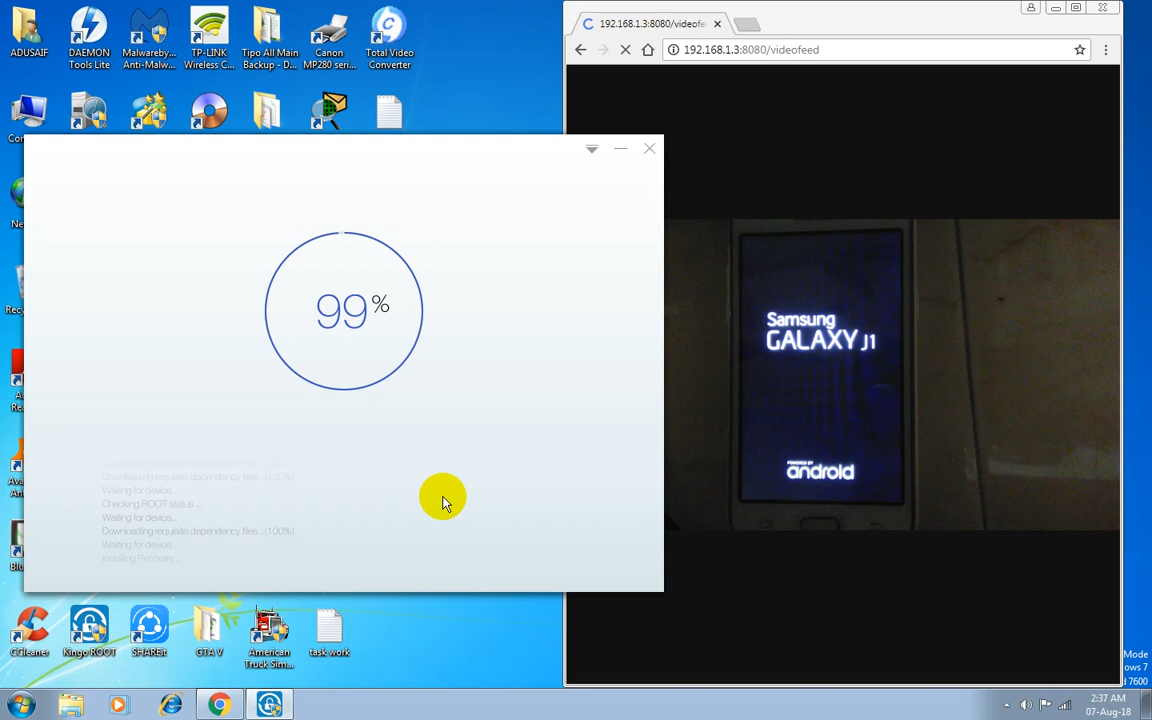 ADUSAIF
DAEMON Tools Lite
Malwareby... Anti-Malw...
TP-LINK Wireless C...
Tipo All Main Backup - D...
Canon MP280 seri...
Total Video Converter
192.168.1.3:8080/videofe
192.168.1.3:8080/videofeed
99%
Downloading requisite dependency files...(100%)
Waiting for device...
Checking ROOT status ...
Waiting for device...
Downloading requisite dependency files...(100%)
Waiting for device...
Installing Recovery...
Samsung
GALAXY J1
POWERED BY
android
CCleaner
Kingo ROOT
SHAREit
GTA V
American Truck Sim...
task work
Mode
ows 7
d 7600
2:37 AM
07-Aug-18